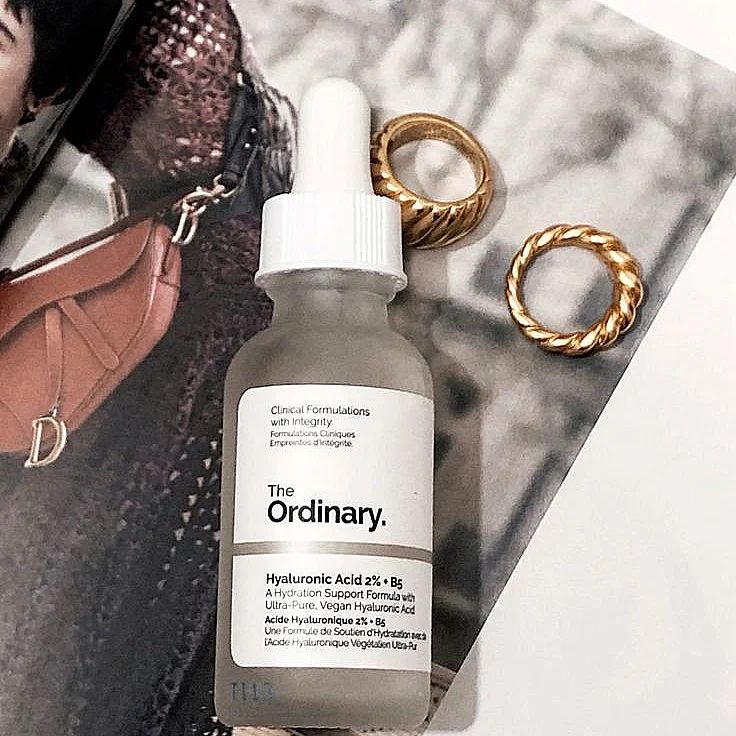 Clinical Formulations
with Integrity.
Formulations Cliniques
Empreintes d'Intégrité.
The
Ordinary.
Hyaluronic Acid 2% + B5
A Hydration Support Formula with
Ultra-Pure, Vegan Hyaluronic Acid
Acide Hyaluronique 2% + B5
Une Formule de Soutien d'Hydratation avec de
l'Acide Hyaluronique Végétalien Ultra-Pur
D